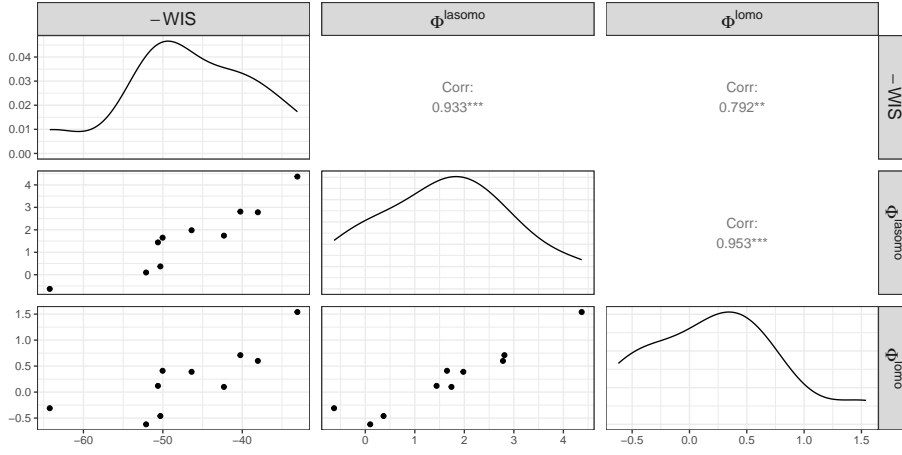 −WIS Φ^lasomo Φ^lomo
0.04
0.03
0.02
0.01
0.00
Corr:
0.933***
Corr:
0.792**
−WIS
4
3
2
1
0
Corr:
0.953***
Φ^lasomo
1.5
1.0
0.5
0.0
−0.5
Φ^lomo
−60 −50 −40
0 1 2 3 4
−0.5 0.0 0.5 1.0 1.5